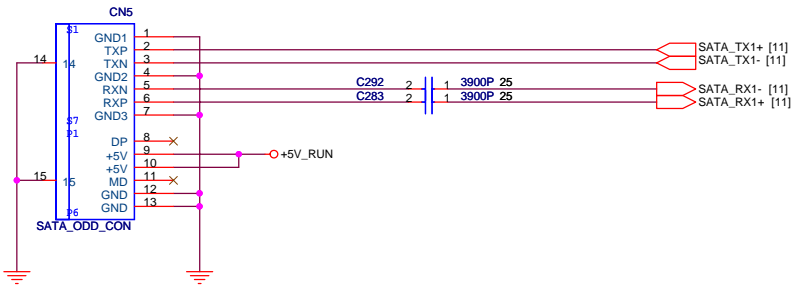 CN5
S1
GND1 1
TXP 2 SATA_TX1+ [11]
14 14 TXN 3 SATA_TX1- [11]
GND2 4
RXN 5 C292 2 1 3900P 25 SATA_RX1- [11]
RXP 6 C283 2 1 3900P 25 SATA_RX1+ [11]
GND3 7
S7
P1
DP 8
+5V 9 +5V_RUN
+5V 10
15 15 MD 11
GND 12
GND 13
P6
SATA_ODD_CON